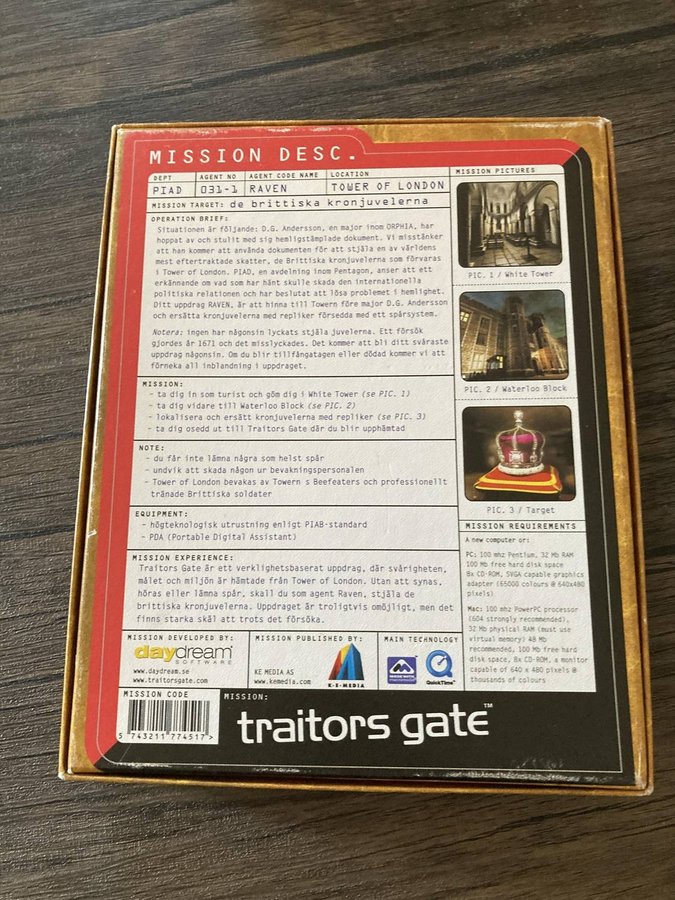 MISSION DESC.
DEPT
AGENT NO
AGENT CODE NAME
LOCATION
PIAD
031-1
RAVEN
TOWER OF LONDON
MISSION TARGET: de brittiska kronjuvelerna
OPERATION BRIEF:
Situationen är följande: D.G. Andersson, en major inom ORPHIA, har
hoppat av och stulit med sig hemligstämplade dokument. Vi misstänker
att han kommer att använda dokumenten för att stjäla en av världens
mest eftertraktade skatter, de Brittiska kronjuvelerna som förvaras
i Tower of London. PIAD, en avdelning inom Pentagon, anser att ett
erkännande om vad som har hänt skulle skada den internationella
politiska relationen och har beslutat att lösa problemet i hemlighet.
Ditt uppdrag RAVEN, är att hinna till Towern före major D.G. Andersson
och ersätta kronjuvelerna med repliker försedda med ett spårsystem.
Notera: ingen har någonsin lyckats stjäla juvelerna. Ett försök
gjordes år 1671 och det misslyckades. Det kommer att bli ditt svåraste
uppdrag någonsin. Om du blir tillfångatagen eller dödad kommer vi att
förneka all inblandning i uppdraget.
MISSION:
- ta dig in som turist och göm dig i White Tower (se PIC. 1)
- ta dig vidare till Waterloo Block (se PIC. 2)
- lokalisera och ersätt kronjuvelerna med repliker (se PIC. 3)
- ta dig osedd ut till Traitors Gate där du blir upphämtad
NOTE:
- du får inte lämna några som helst spår
- undvik att skada någon ur bevakningspersonalen
- Tower of London bevakas av Towern s Beefeaters och professionellt
tränade Brittiska soldater
EQUIPMENT:
- högteknologisk utrustning enligt PIAB-standard
- PDA (Portable Digital Assistant)
MISSION EXPERIENCE:
Traitors Gate är ett verklighetsbaserat uppdrag, där svårigheten,
målet och miljön är hämtade från Tower of London. Utan att synas,
höras eller lämna spår, skall du som agent Raven, stjäla de
brittiska kronjuvelerna. Uppdraget är troligtvis omöjligt, men det
finns starka skäl att trots det försöka.
MISSION PICTURES
PIC. 1 / White Tower
PIC. 2 / Waterloo Block
PIC. 3 / Target
MISSION REQUIREMENTS
A new computer or:
PC: 100 mhz Pentium, 32 Mb RAM
100 Mb free hard disk space
8x CD-ROM, SVGA capable graphics
adapter (65000 colours @ 640x480
pixels)
Mac: 100 mhz PowerPC processor
(604 strongly recommended),
32 Mb physical RAM (must use
virtual memory) 48 Mb
recommended, 100 Mb free hard
disk space, 8x CD-ROM, a monitor
capable of 640 x 480 pixels @
thousands of colours
MISSION DEVELOPED BY:
daydream
SOFTWARE
www.daydream.se
www.traitorsgate.com
MISSION PUBLISHED BY:
KE MEDIA AS
www.kemedia.com
K-E-MEDIA
MAIN TECHNOLOGY
QuickTime™
MISSION CODE
5 743211 774517 >
MISSION:
traitors gate™